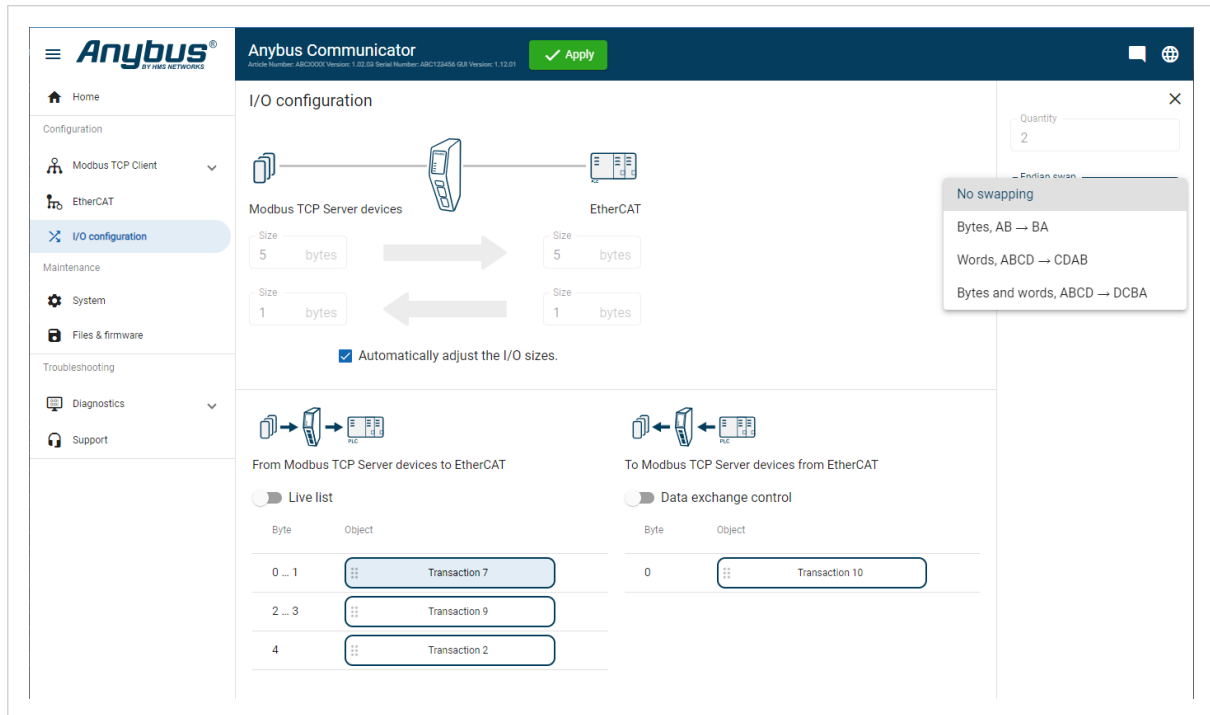 Anybus®
BY HMS NETWORKS
Anybus Communicator
Article Number: ABCXXXX Version: 1.02.03 Serial Number: ABC123456 GUI Version: 1.12.01
Apply
Home
Configuration
Modbus TCP Client
EtherCAT
I/O configuration
Maintenance
System
Files & firmware
Troubleshooting
Diagnostics
Support
I/O configuration
PLC
Modbus TCP Server devices EtherCAT
Size Size
5 bytes 5 bytes
Size Size
1 bytes 1 bytes
Automatically adjust the I/O sizes.
Quantity
2
Endian swap
No swapping
Bytes, AB → BA
Words, ABCD → CDAB
Bytes and words, ABCD → DCBA
PLC
From Modbus TCP Server devices to EtherCAT
Live list
Byte Object
0 ... 1 Transaction 7
2 ... 3 Transaction 9
4 Transaction 2
PLC
To Modbus TCP Server devices from EtherCAT
Data exchange control
Byte Object
0 Transaction 10